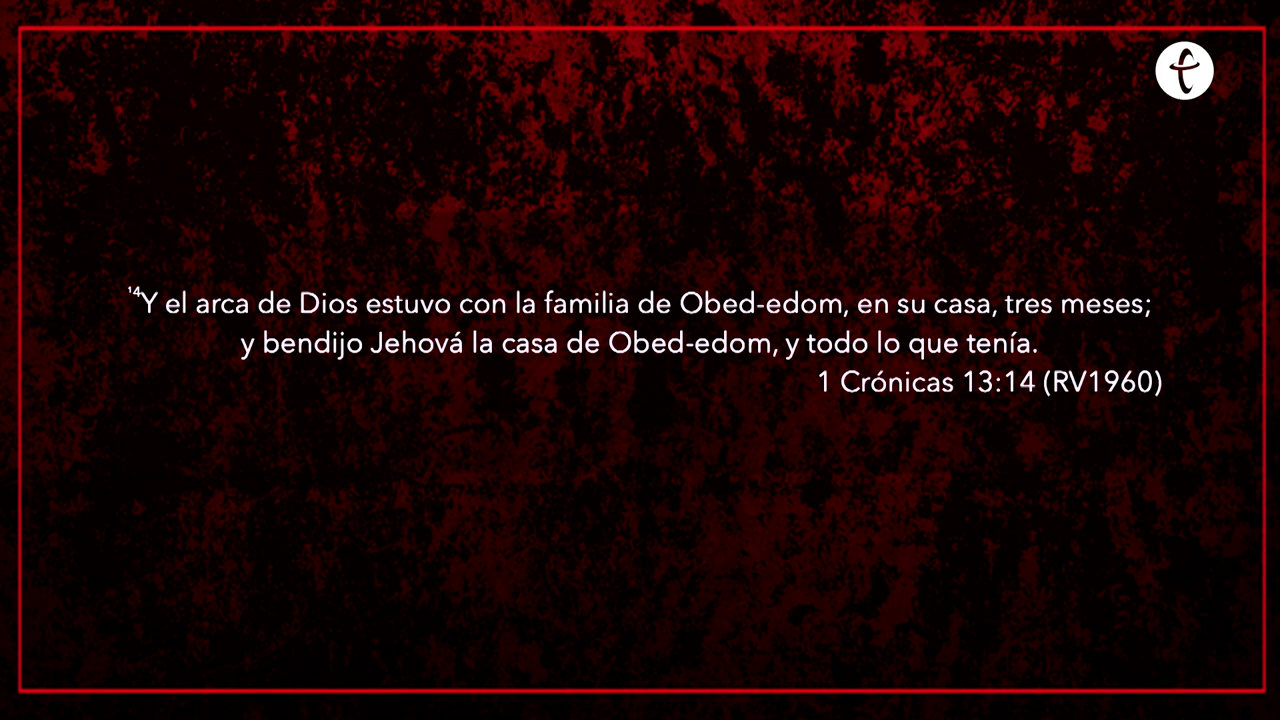 ¹⁴Y el arca de Dios estuvo con la familia de Obed-edom, en su casa, tres meses;
y bendijo Jehová la casa de Obed-edom, y todo lo que tenía.
1 Crónicas 13:14 (RV1960)